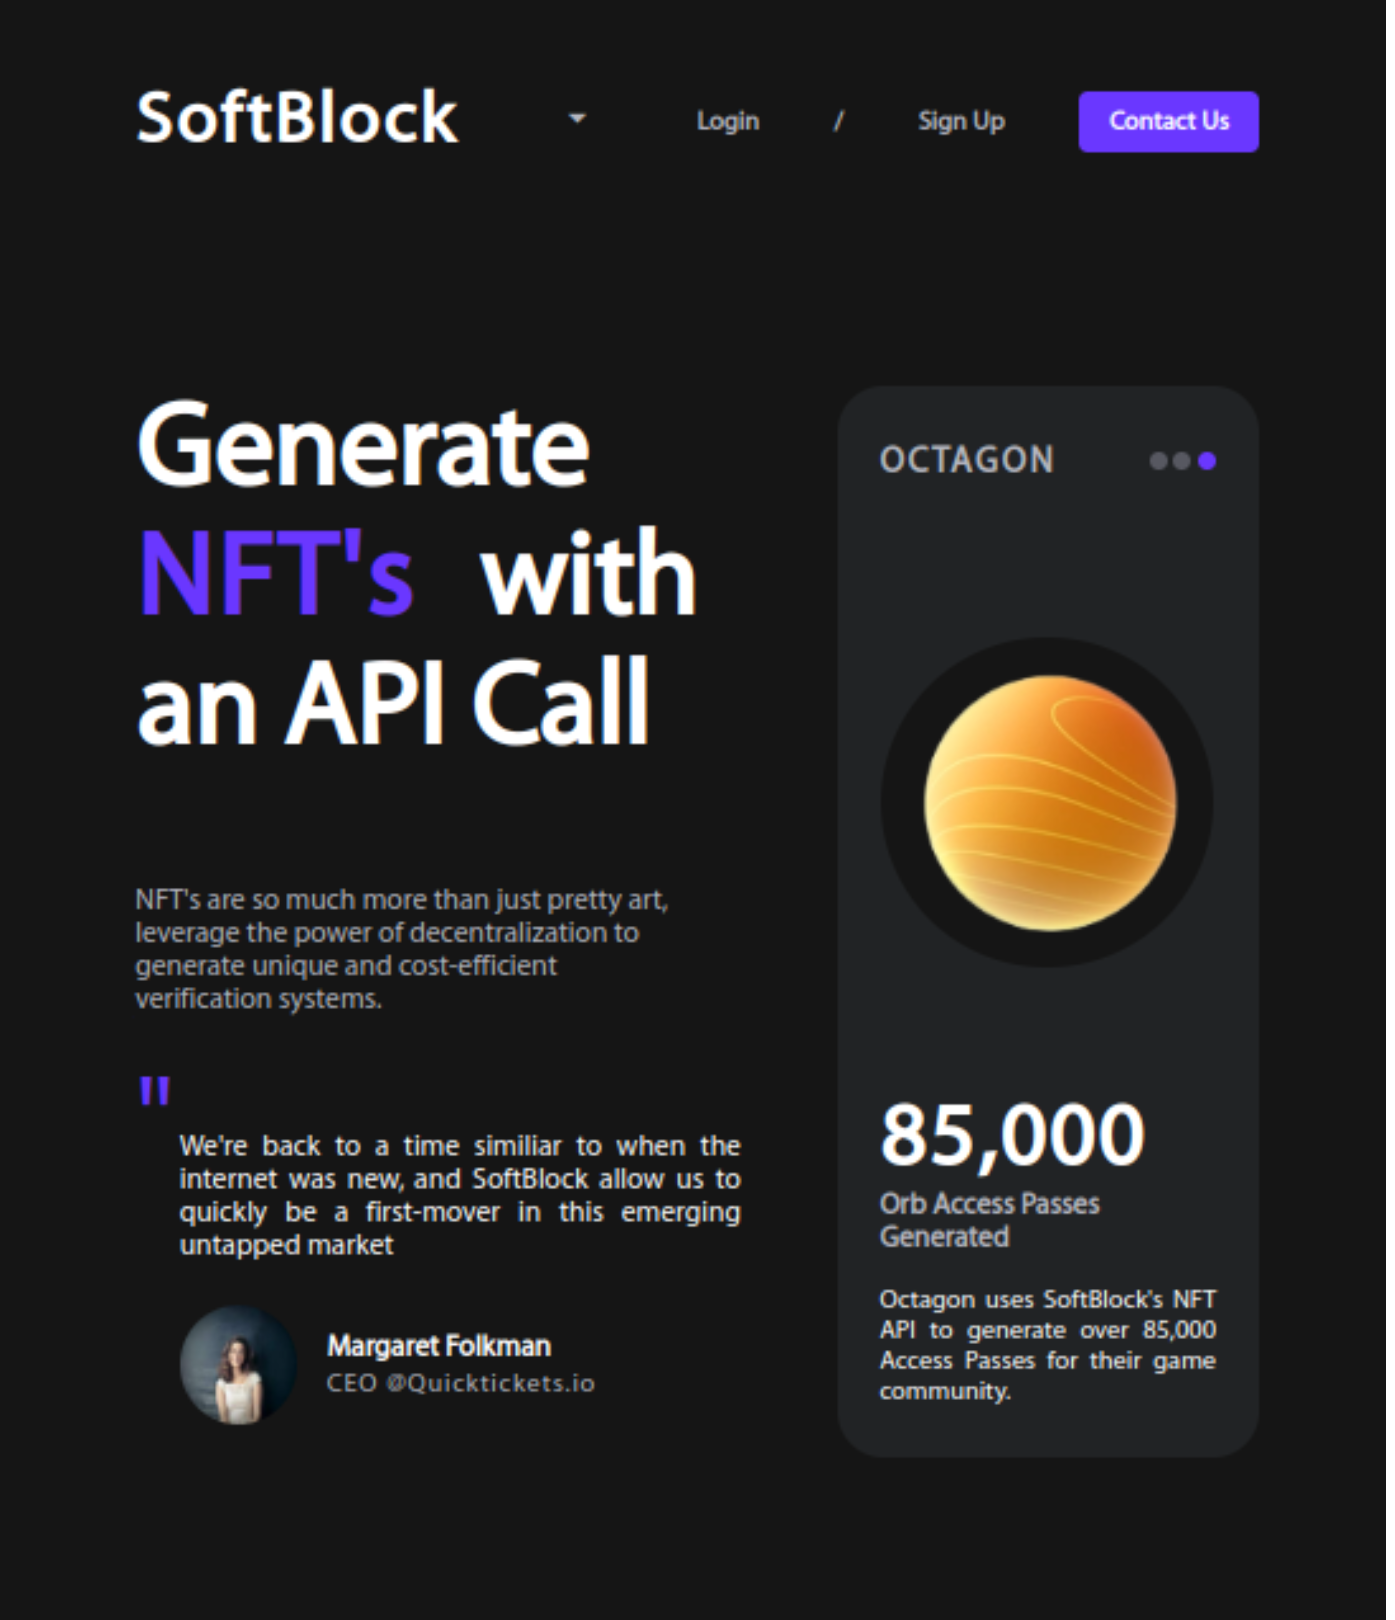 SoftBlock
Login / Sign Up
Contact Us
Generate
NFT's with
an API Call
NFT's are so much more than just pretty art,
leverage the power of decentralization to
generate unique and cost-efficient
verification systems.
"
We're back to a time similiar to when the
internet was new, and SoftBlock allow us to
quickly be a first-mover in this emerging
untapped market
Margaret Folkman
CEO @Quicktickets.io
OCTAGON
85,000
Orb Access Passes
Generated
Octagon uses SoftBlock's NFT
API to generate over 85,000
Access Passes for their game
community.